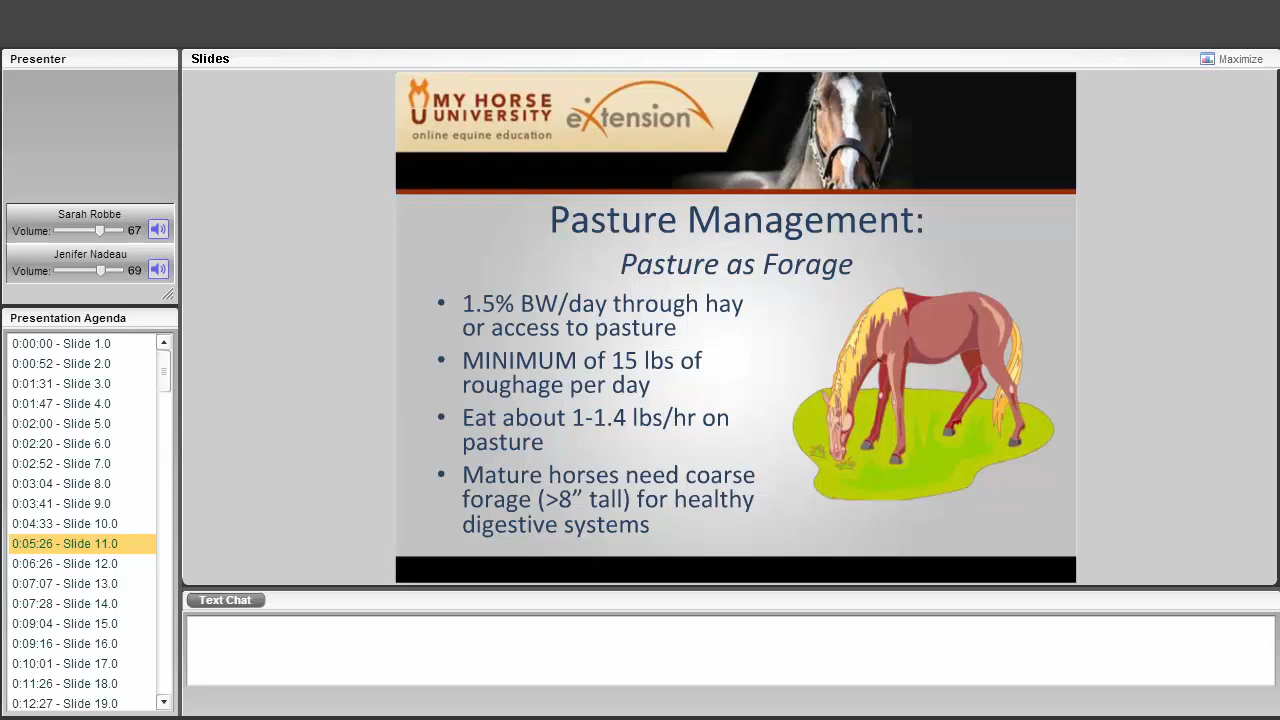 Presenter
Sarah Robbe
Volume: 67
Jenifer Nadeau
Volume: 69
Presentation Agenda
0:00:00 - Slide 1.0
0:00:52 - Slide 2.0
0:01:31 - Slide 3.0
0:01:47 - Slide 4.0
0:02:00 - Slide 5.0
0:02:20 - Slide 6.0
0:02:52 - Slide 7.0
0:03:04 - Slide 8.0
0:03:41 - Slide 9.0
0:04:33 - Slide 10.0
0:05:26 - Slide 11.0
0:06:26 - Slide 12.0
0:07:07 - Slide 13.0
0:07:28 - Slide 14.0
0:09:04 - Slide 15.0
0:09:16 - Slide 16.0
0:10:01 - Slide 17.0
0:11:26 - Slide 18.0
0:12:27 - Slide 19.0
Slides
Maximize
MY HORSE
UNIVERSITY
online equine education
eXtension
Pasture Management:
Pasture as Forage
• 1.5% BW/day through hay
or access to pasture
• MINIMUM of 15 lbs of
roughage per day
• Eat about 1-1.4 lbs/hr on
pasture
• Mature horses need coarse
forage (>8” tall) for healthy
digestive systems
Text Chat